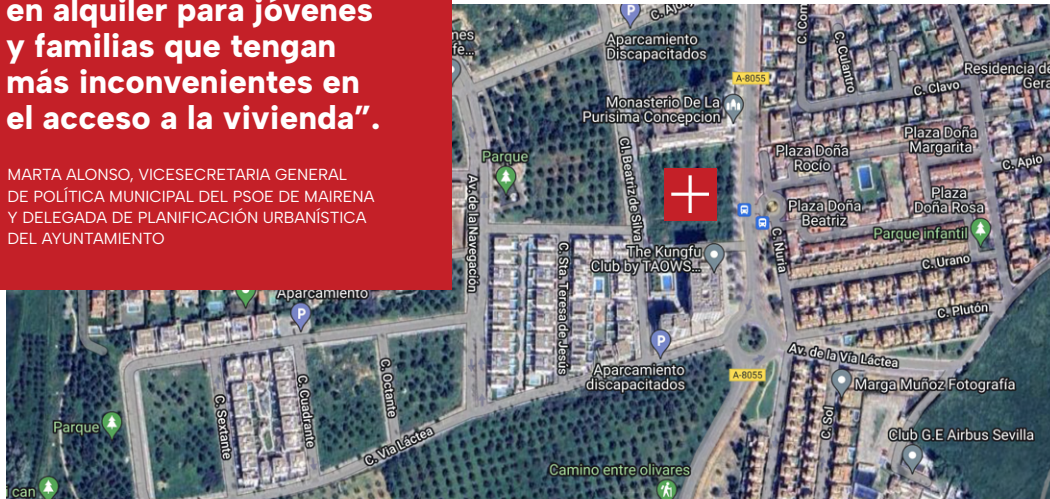 en alquiler para jóvenes
y familias que tengan
más inconvenientes en
el acceso a la vivienda”.
MARTA ALONSO, VICESECRETARIA GENERAL
DE POLÍTICA MUNICIPAL DEL PSOE DE MAIRENA
Y DELEGADA DE PLANIFICACIÓN URBANÍSTICA
DEL AYUNTAMIENTO
P
Aparcamiento
Discapacitados
A-8055
Monasterio De La
Purisima Concepcion
C. Culantro
Residencia de
C. Clavo
Plaza Doña
Margarita
Plaza Doña
Rocío
C. Apio
Parque
Av. de la Navegación
Cl. Beatriz de Silva
Plaza Doña
Beatriz
Plaza
Doña Rosa
Parque infantil
C. Nuria
C. Urano
The Kungfu
Club by TAOWS...
C. Sta. Teresa de Jesús
C. Plutón
Aparcamiento
P
P
Aparcamiento
discapacitados
A-8055
Av. de la Vía Láctea
Marga Muñoz Fotografía
C. Octante
C. Cuadrante
C. Sextante
C. Sol
Parque
C. Vía Láctea
Club G.E Airbus Sevilla
Camino entre olivares